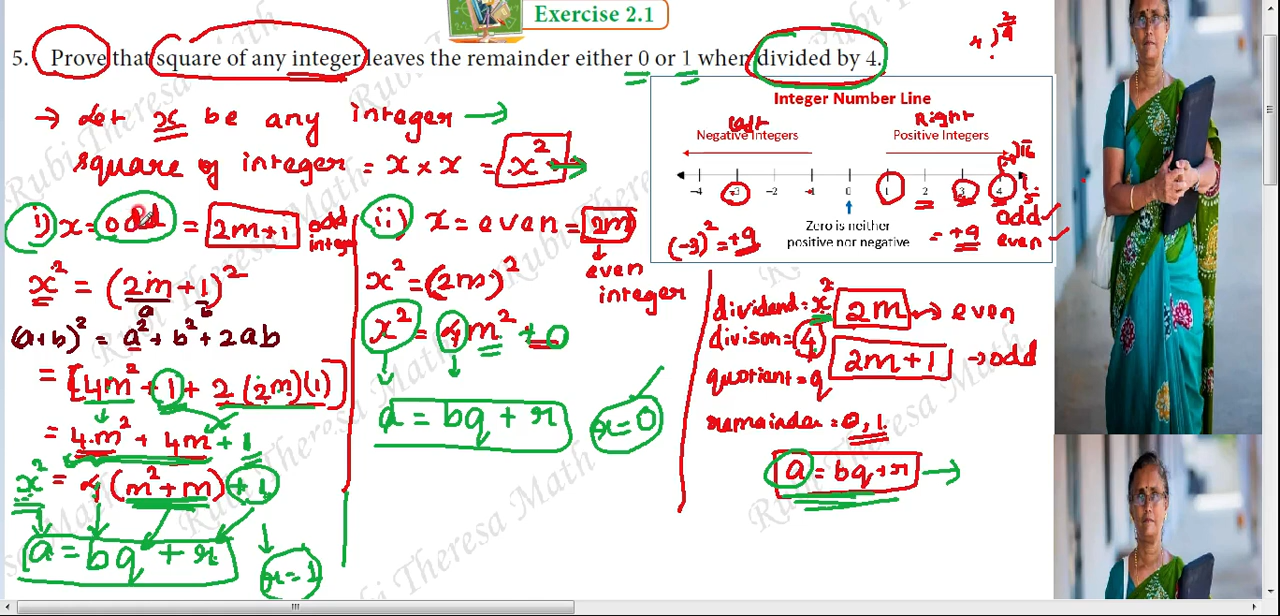 Exercise 2.1
5. Prove that square of any integer leaves the remainder either 0 or 1 when divided by 4.
→ Let x be any integer →
square of integer = x × x = x²
i) x = odd = 2m+1 odd integer
x² = (2m+1)²
a b
(a+b)² = a² + b² + 2ab
= [4m² + 1 + 2(2m)(1)]
= 4m² + 4m + 1
x² = 4(m² + m) + 1
a = bq + r
r=1
ii) x = even = 2m
even integer
x² = (2m)²
x² = 4m² + 0
a = bq + r
r=0
Integer Number Line
Left Right
Negative Integers Positive Integers
-4 -3 -2 -1 0 1 2 3 4
Zero is neither
positive nor negative
(-3)² = +9
= +9
odd ✓
even ✓
dividend = x²
divison = 4
quotiant = q
remainder = 0, 1
2m → even
2m+1 → odd
a = bq + r →
Rubi Theresa Math